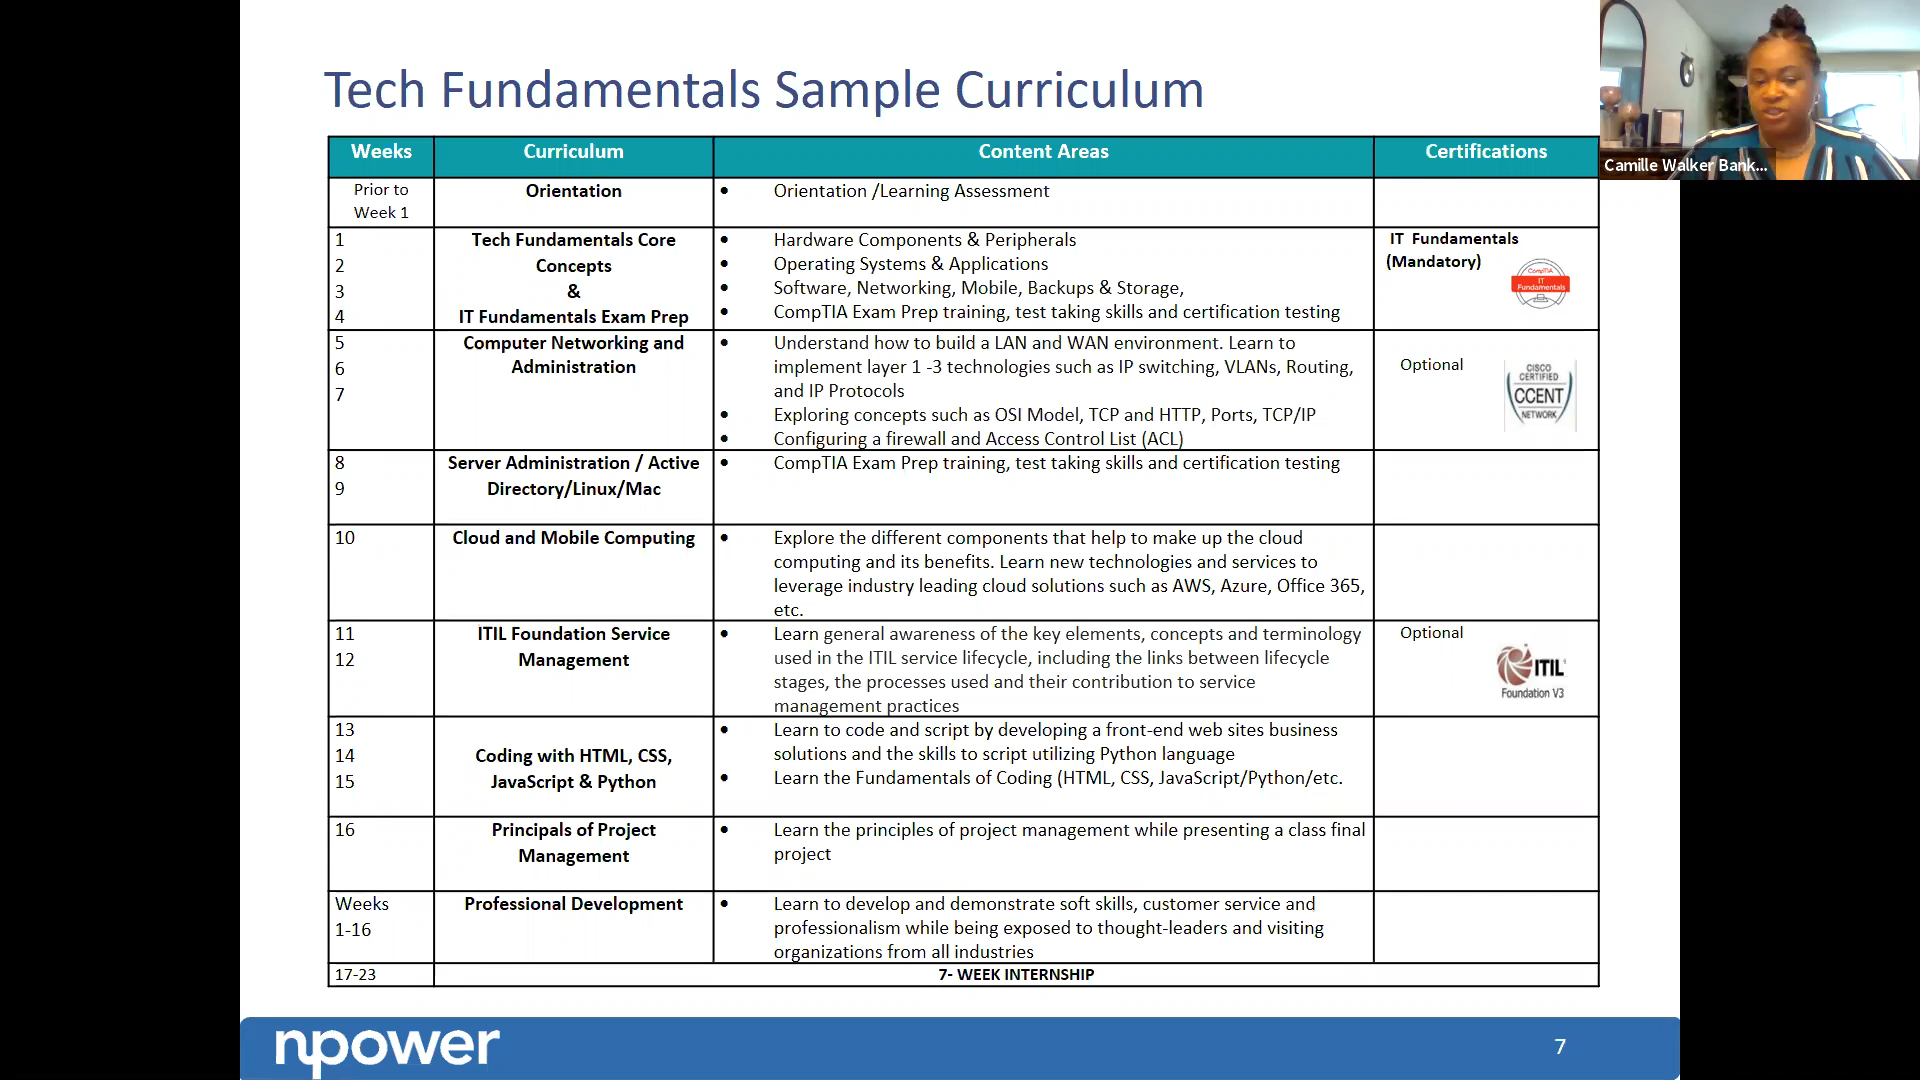 Tech Fundamentals Sample Curriculum
Camille Walker Bank...
Weeks Curriculum Content Areas Certifications
Prior to
Week 1
Orientation
• Orientation /Learning Assessment
1
2
3
4
Tech Fundamentals Core
Concepts
&
IT Fundamentals Exam Prep
• Hardware Components & Peripherals
• Operating Systems & Applications
• Software, Networking, Mobile, Backups & Storage,
• CompTIA Exam Prep training, test taking skills and certification testing
IT Fundamentals
(Mandatory)
CompTIA
IT
Fundamentals
5
6
7
Computer Networking and
Administration
• Understand how to build a LAN and WAN environment. Learn to
implement layer 1 -3 technologies such as IP switching, VLANs, Routing,
and IP Protocols
• Exploring concepts such as OSI Model, TCP and HTTP, Ports, TCP/IP
• Configuring a firewall and Access Control List (ACL)
Optional
CISCO
CERTIFIED
CCENT
NETWORK
8
9
Server Administration / Active
Directory/Linux/Mac
• CompTIA Exam Prep training, test taking skills and certification testing
10
Cloud and Mobile Computing
• Explore the different components that help to make up the cloud
computing and its benefits. Learn new technologies and services to
leverage industry leading cloud solutions such as AWS, Azure, Office 365,
etc.
11
12
ITIL Foundation Service
Management
• Learn general awareness of the key elements, concepts and terminology
used in the ITIL service lifecycle, including the links between lifecycle
stages, the processes used and their contribution to service
management practices
Optional
ITIL
Foundation V3
13
14
15
Coding with HTML, CSS,
JavaScript & Python
• Learn to code and script by developing a front-end web sites business
solutions and the skills to script utilizing Python language
• Learn the Fundamentals of Coding (HTML, CSS, JavaScript/Python/etc.
16
Principals of Project
Management
• Learn the principles of project management while presenting a class final
project
Weeks
1-16
Professional Development
• Learn to develop and demonstrate soft skills, customer service and
professionalism while being exposed to thought-leaders and visiting
organizations from all industries
17-23
7- WEEK INTERNSHIP
npower
7